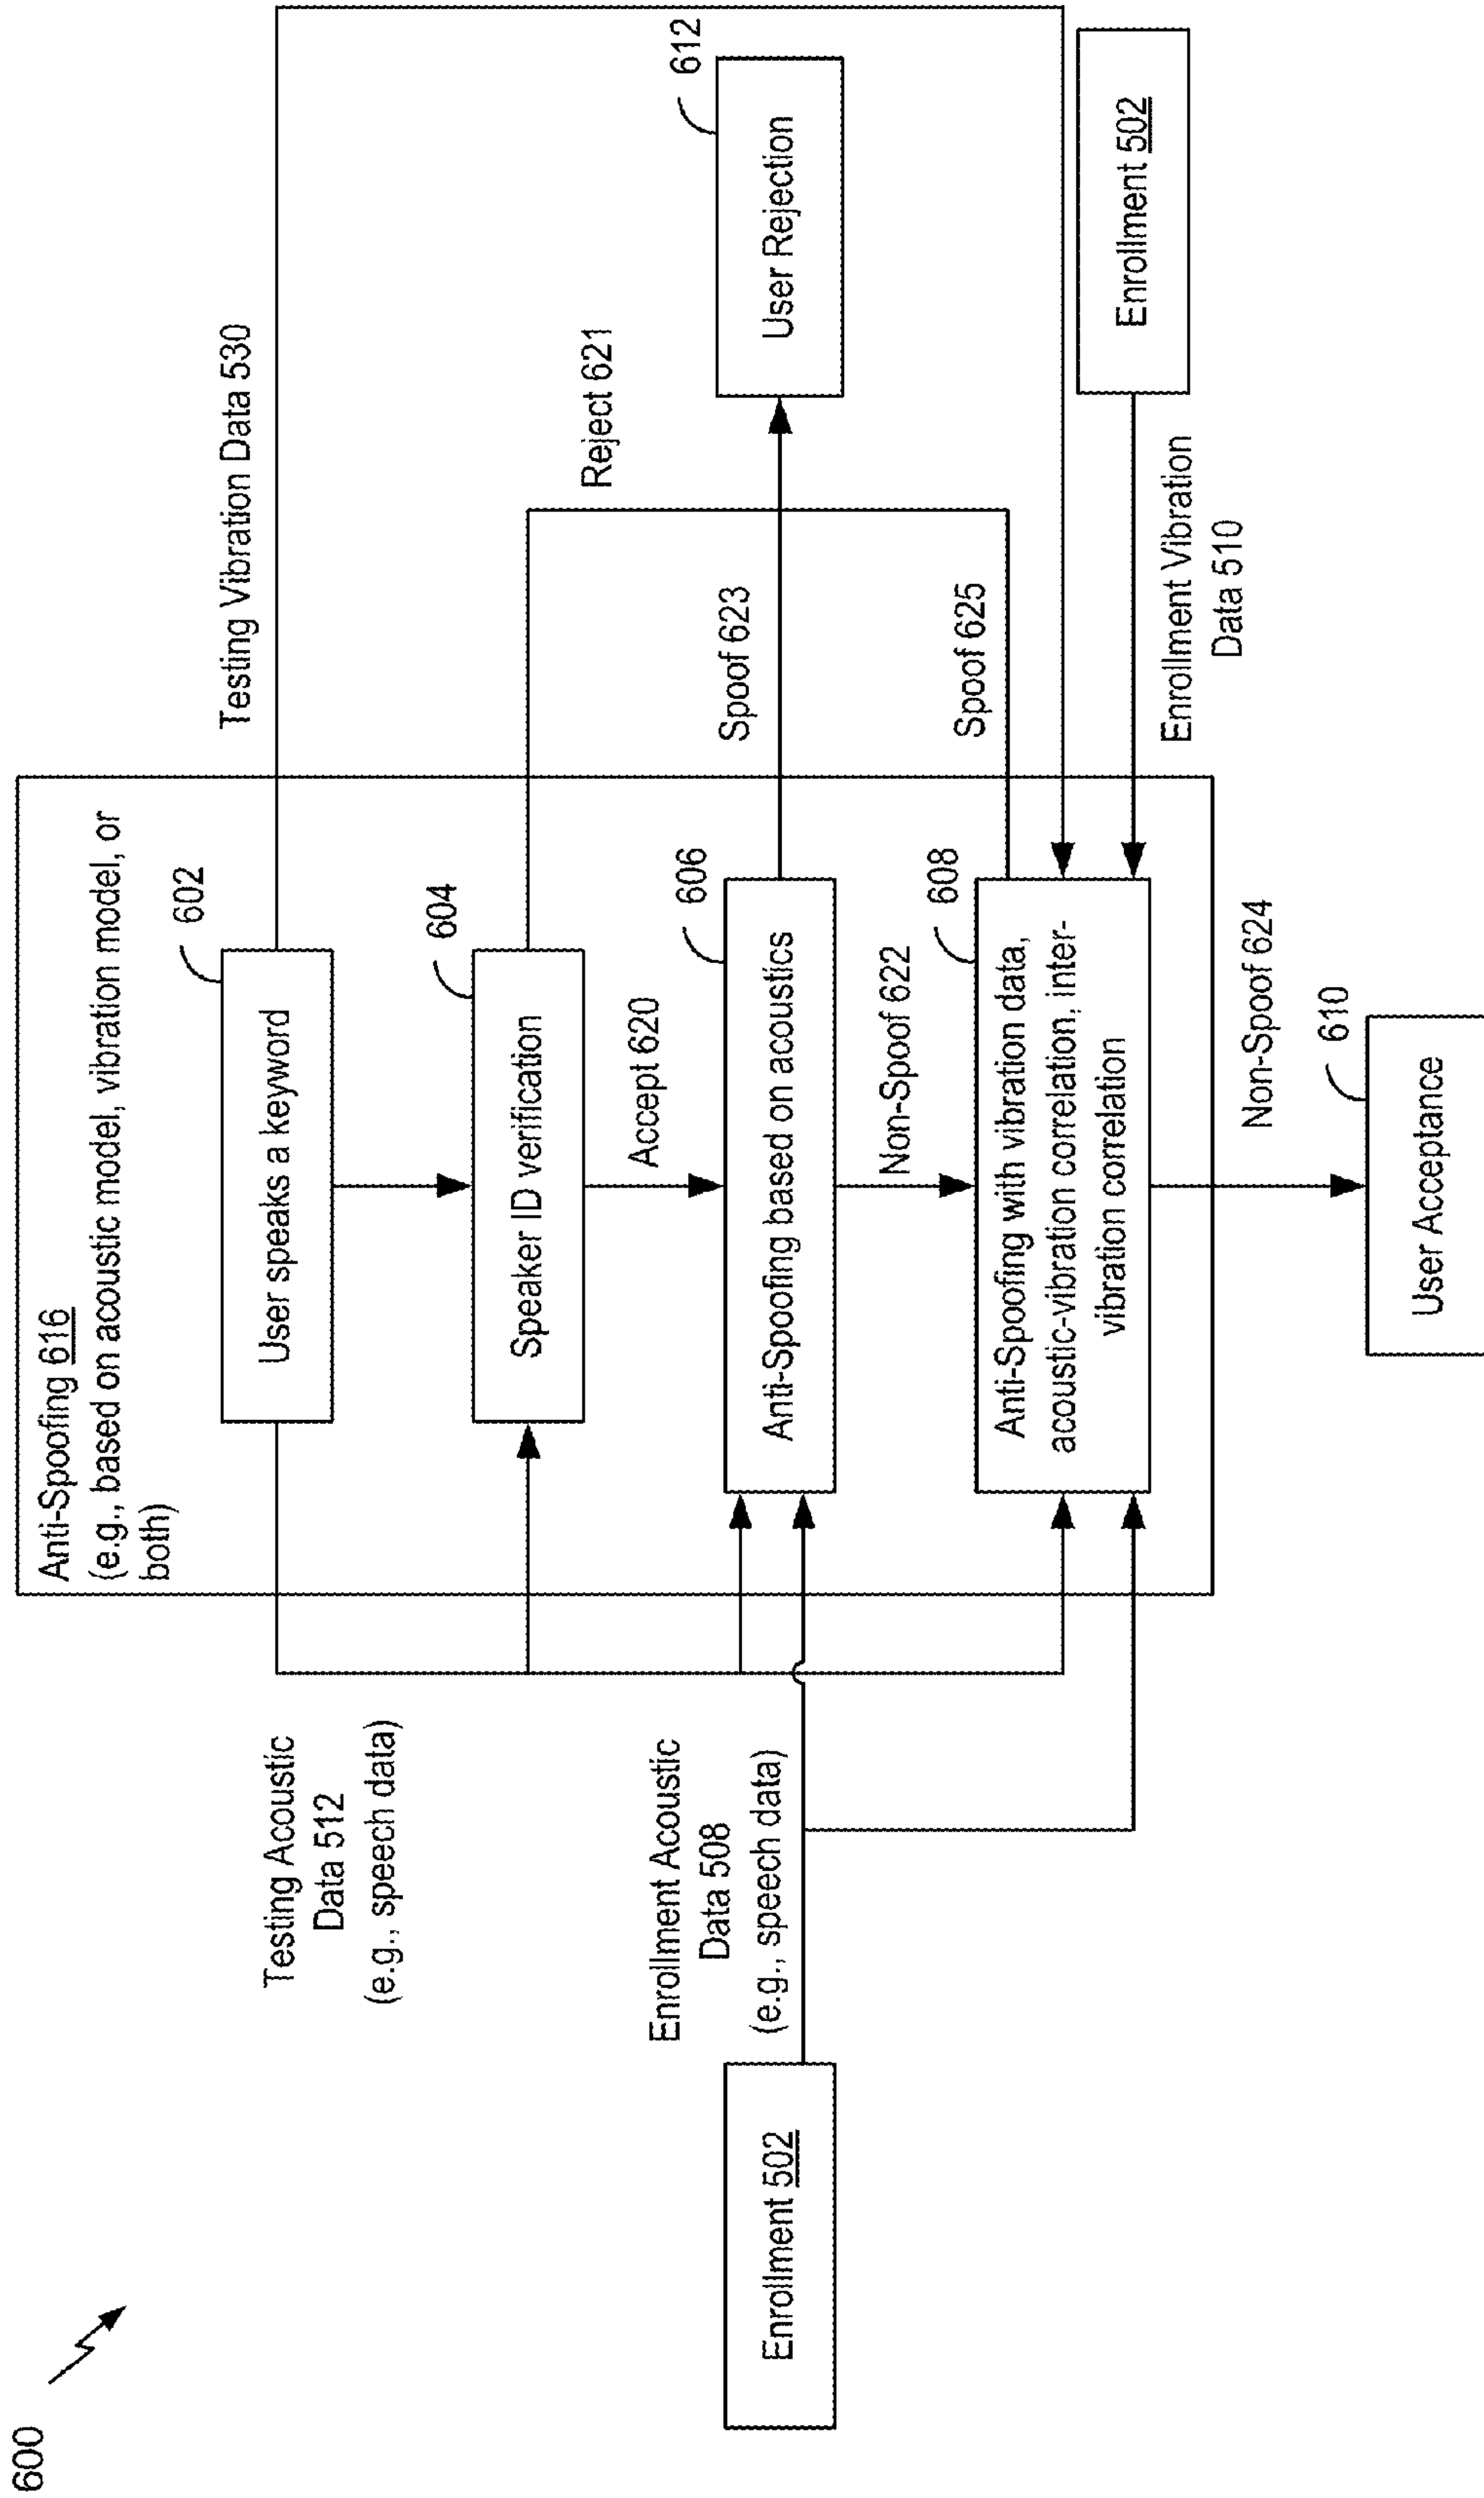 600
Anti-Spoofing 616
(e.g., based on acoustic model, vibration model, or
both)
602
User speaks a keyword
Testing Vibration Data 530
Testing Acoustic
Data 512
(e.g., speech data)
604
Speaker ID verification
Reject 621
Accept 620
Enrollment 502
Enrollment Acoustic
Data 508
(e.g., speech data)
606
Anti-Spoofing based on acoustics
Spoof 623
612
User Rejection
Non-Spoof 622
608
Anti-Spoofing with vibration data,
acoustic-vibration correlation, inter-
vibration correlation
Spoof 625
Enrollment 502
Enrollment Vibration
Data 510
Non-Spoof 624
610
User Acceptance